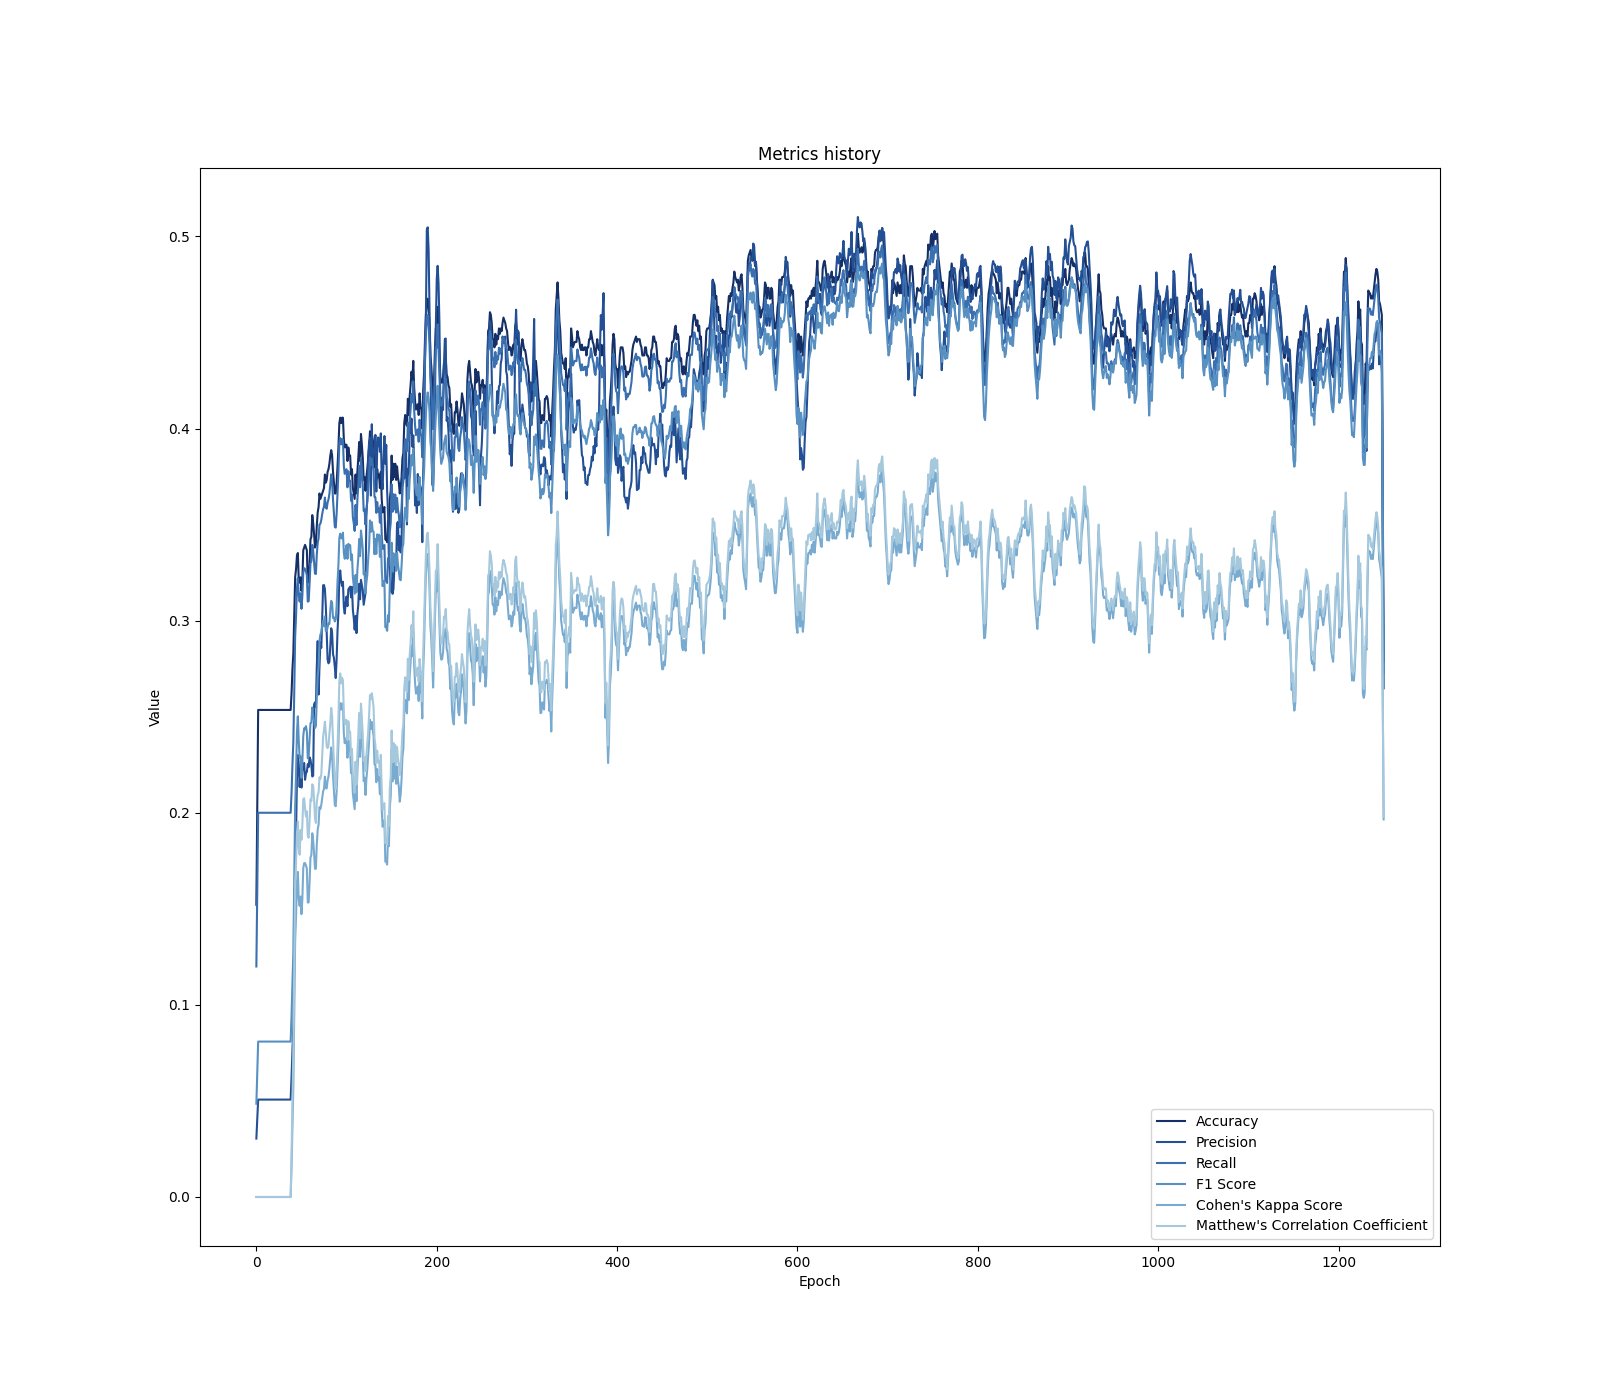 Metrics history
0.5
0.4
0.3
0.2
0.1
0.0
Value
0
200
400
600
800
1000
1200
Epoch
Accuracy
Precision
Recall
F1 Score
Cohen's Kappa Score
Matthew's Correlation Coefficient